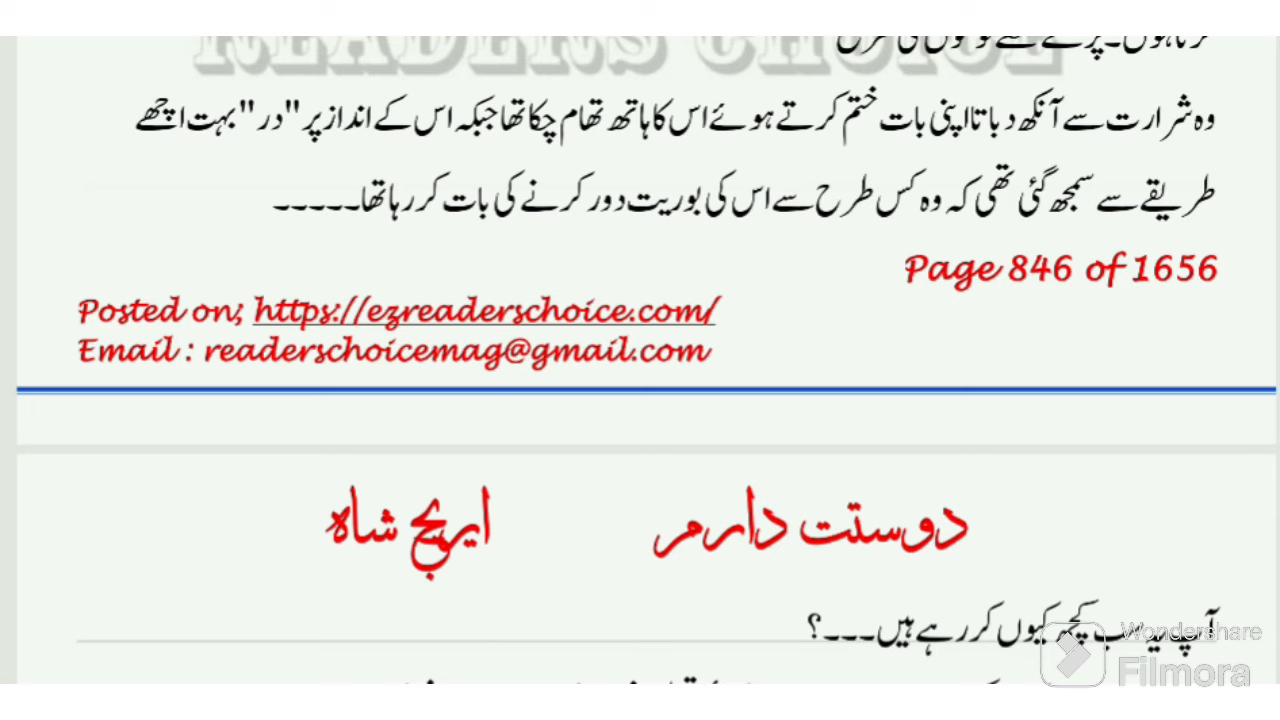 READERS CHOICE
وہ شرارت سے آنکھ دباتا اپنی بات ختم کرتے ہوئے اس کا ہاتھ تھام چکا تھا جبکہ اس کے انداز پر "در" بہت اچھے
طریقے سے سمجھ گئی تھی کہ وہ کس طرح سے اس کی بوریت دور کرنے کی بات کر رہا تھا۔۔۔۔۔
Page 846 of 1656
Posted on; https://ezreaderschoice.com/
Email : readerschoicemag@gmail.com
دوستت دارم ایریج شاہ
آپ یہ سب کچھ کیوں کر رہے ہیں۔۔۔؟
Wondershare
Filmora